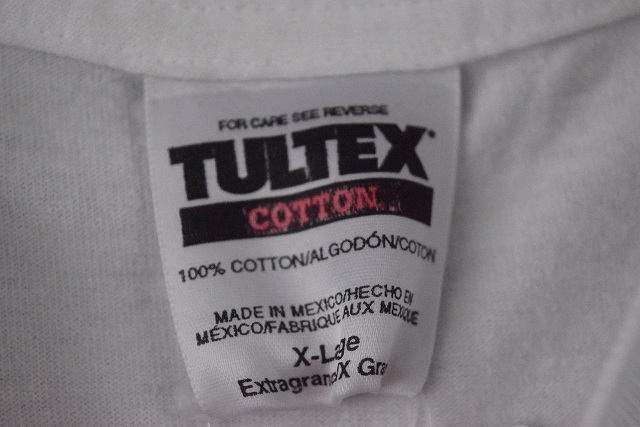 FOR CARE SEE REVERSE
TULTEX®
COTTON
100% COTTON/ALGODÓN/COTON
MADE IN MEXICO/HECHO EN
MÉXICO/FABRIQUE AUX MEXIQUE